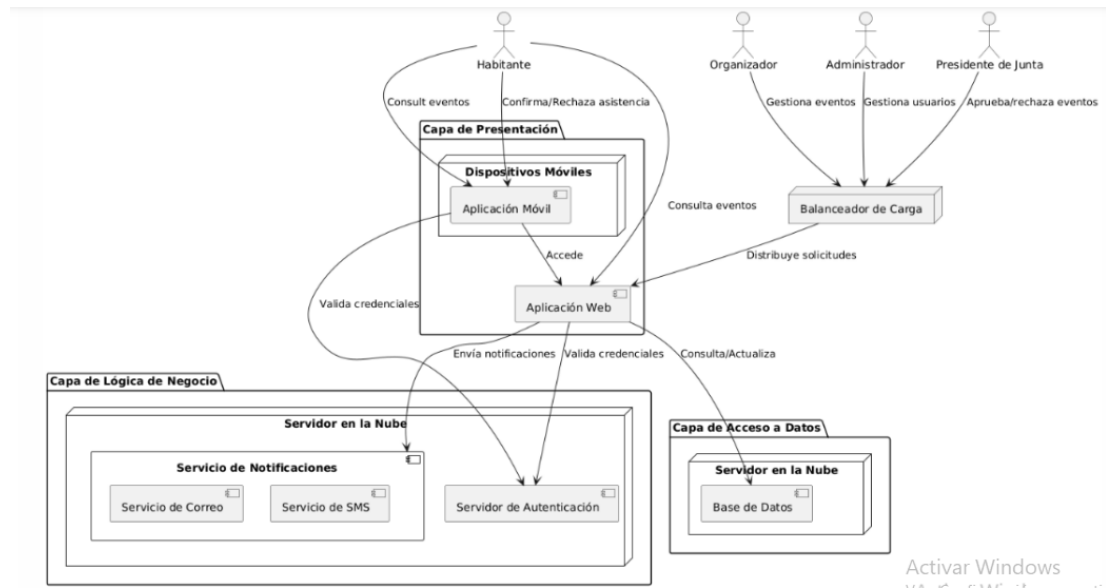 Habitante
Organizador
Administrador
Presidente de Junta
Consult eventos
Confirma/Rechaza asistencia
Gestiona eventos
Gestiona usuarios
Aprueba/rechaza eventos
Capa de Presentación
Dispositivos Móviles
Aplicación Móvil
Consulta eventos
Balanceador de Carga
Accede
Distribuye solicitudes
Valida credenciales
Aplicación Web
Envía notificaciones
Valida credenciales
Consulta/Actualiza
Capa de Lógica de Negocio
Servidor en la Nube
Servicio de Notificaciones
Servicio de Correo
Servicio de SMS
Servidor de Autenticación
Capa de Acceso a Datos
Servidor en la Nube
Base de Datos
Activar Windows